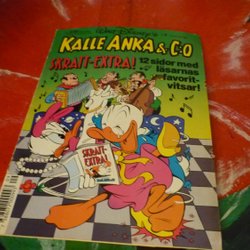 Walt Disney's
KALLE ANKA & C:O
SKRATT-EXTRA!
12 sidor med
läsarnas
favorit-
vitsar!
SKRATT-
EXTRA!